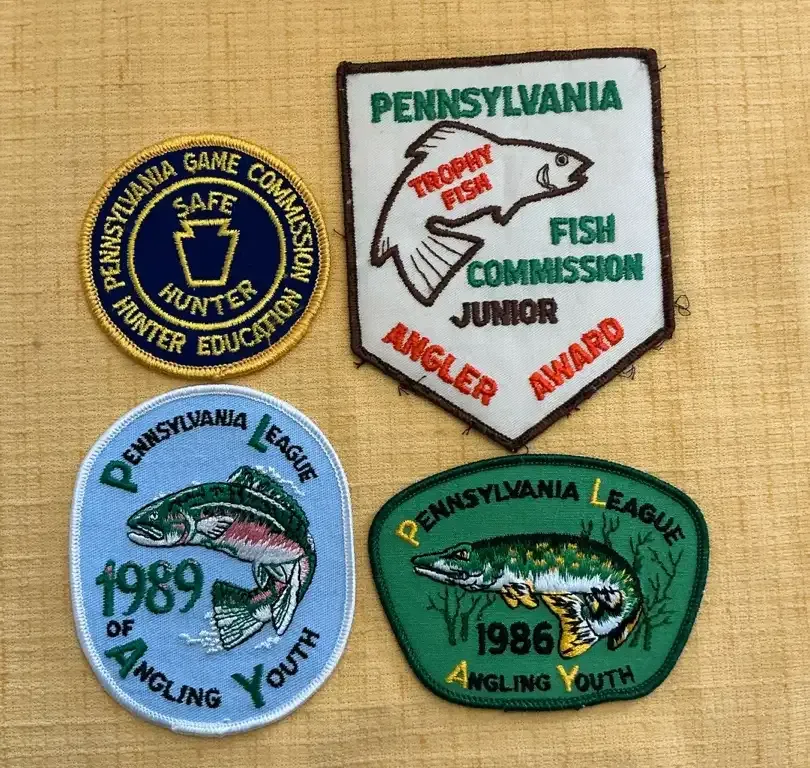 PENNSYLVANIA GAME COMMISSION
SAFE
HUNTER
HUNTER EDUCATION
PENNSYLVANIA
TROPHY
FISH
FISH
COMMISSION
JUNIOR
ANGLER AWARD
PENNSYLVANIA LEAGUE
1989
OF
ANGLING YOUTH
PENNSYLVANIA LEAGUE
1986
ANGLING YOUTH